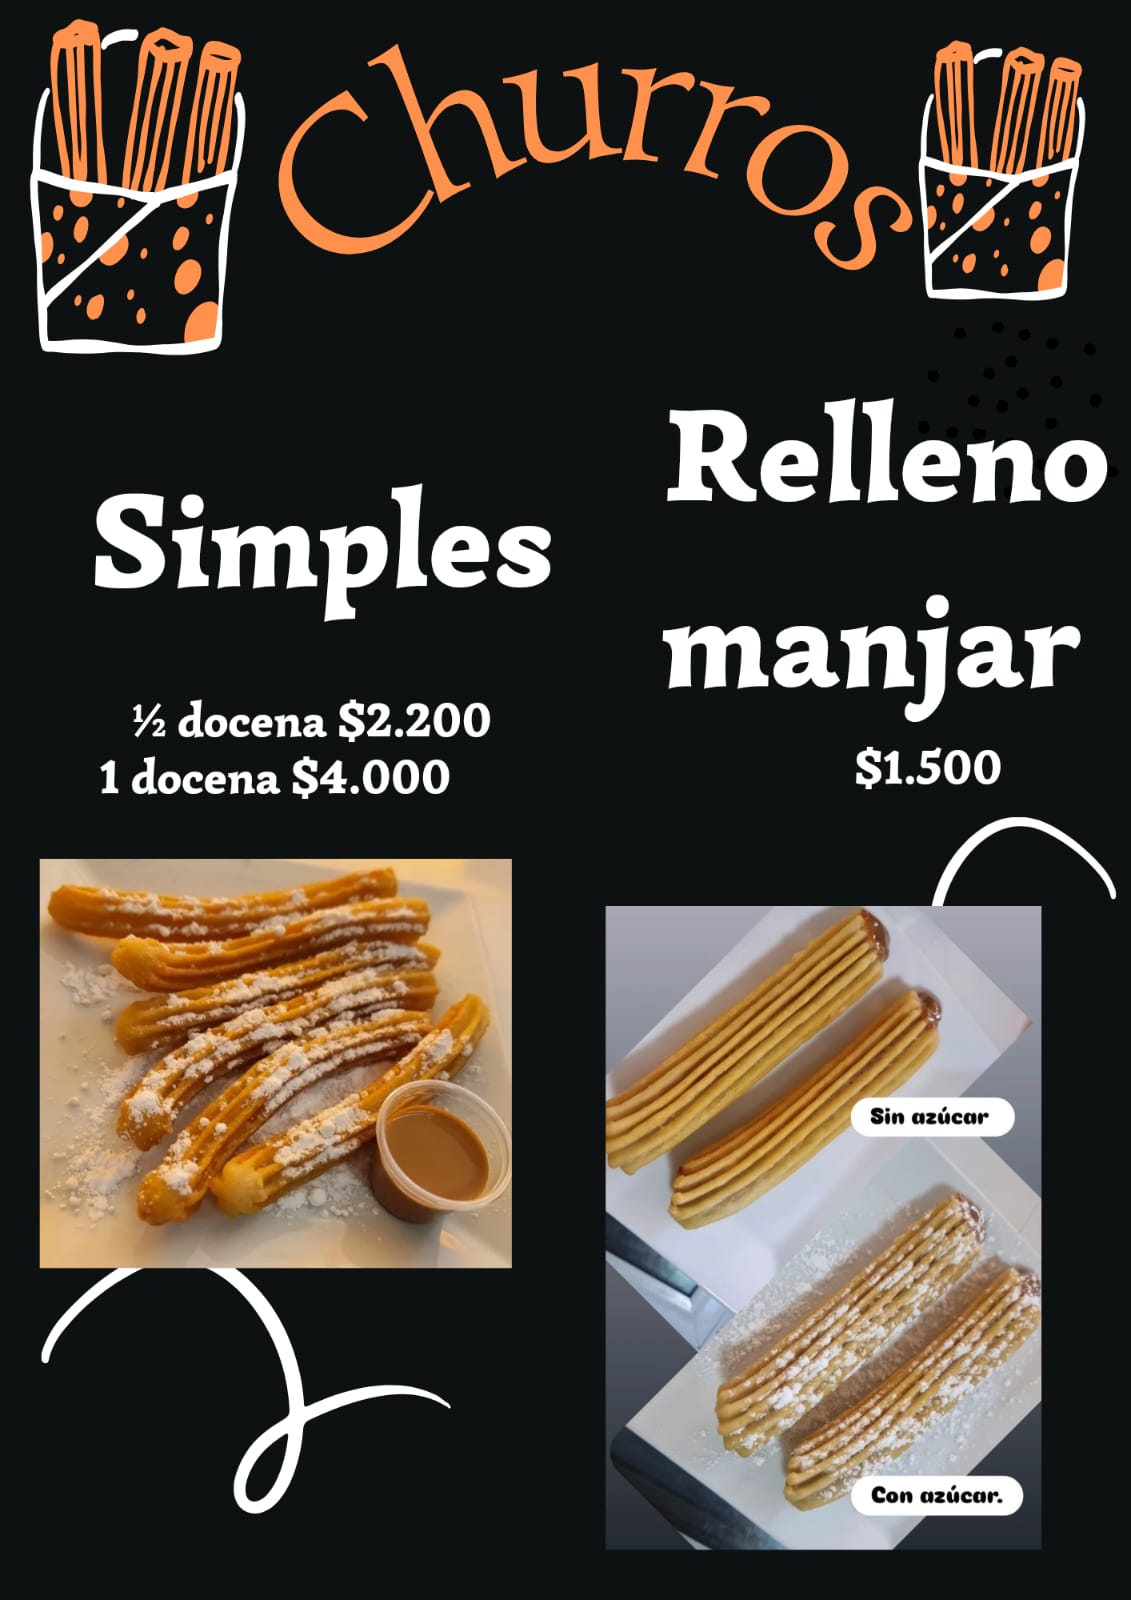 Churros
Simples
½ docena $2.200
1 docena $4.000
Relleno
manjar
$1.500
Sin azúcar
Con azúcar.